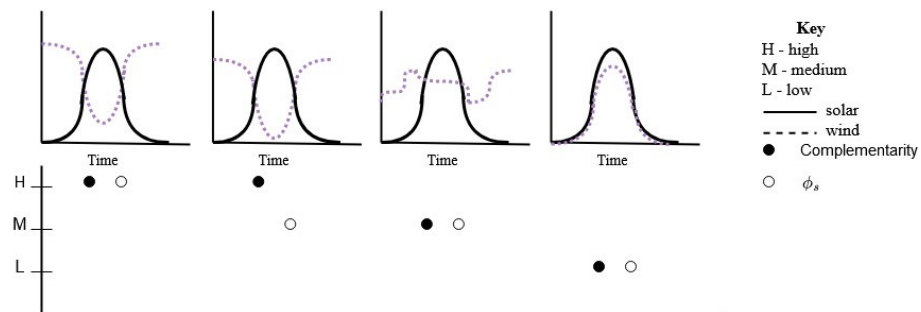 Time
Time
Time
Time
H
M
L
Key
H - high
M - medium
L - low
solar
wind
Complementarity
ϕₛ